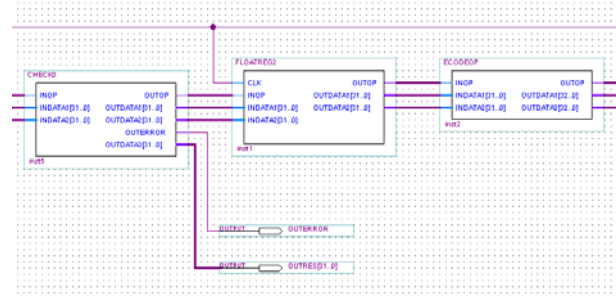 CHECK0
INOP OUTOP
INDATA1[31..0] OUTDATA1[31..0]
INDATA2[31..0] OUTDATA2[31..0]
OUTERROR
OUTDATA3[31..0]
inst5
FLOATREG2
CLK OUTOP
INOP OUTDATA1[31..0]
INDATA1[31..0] OUTDATA2[31..0]
INDATA2[31..0]
inst1
ECODEOP
INOP OUTOP
INDATA1[31..0] OUTDATA1[32..0]
INDATA2[31..0] OUTDATA2[32..0]
inst2
OUTPUT OUTERROR
OUTPUT OUTRES[31..0]